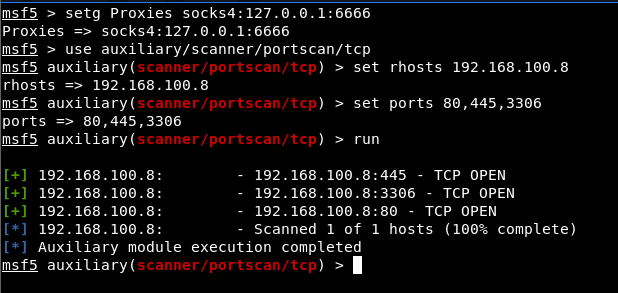 msf5 > setg Proxies socks4:127.0.0.1:6666
Proxies => socks4:127.0.0.1:6666
msf5 > use auxiliary/scanner/portscan/tcp
msf5 auxiliary(scanner/portscan/tcp) > set rhosts 192.168.100.8
rhosts => 192.168.100.8
msf5 auxiliary(scanner/portscan/tcp) > set ports 80,445,3306
ports => 80,445,3306
msf5 auxiliary(scanner/portscan/tcp) > run
[+] 192.168.100.8:        - 192.168.100.8:445 - TCP OPEN
[+] 192.168.100.8:        - 192.168.100.8:3306 - TCP OPEN
[+] 192.168.100.8:        - 192.168.100.8:80 - TCP OPEN
[*] 192.168.100.8:        - Scanned 1 of 1 hosts (100% complete)
[*] Auxiliary module execution completed
msf5 auxiliary(scanner/portscan/tcp) >